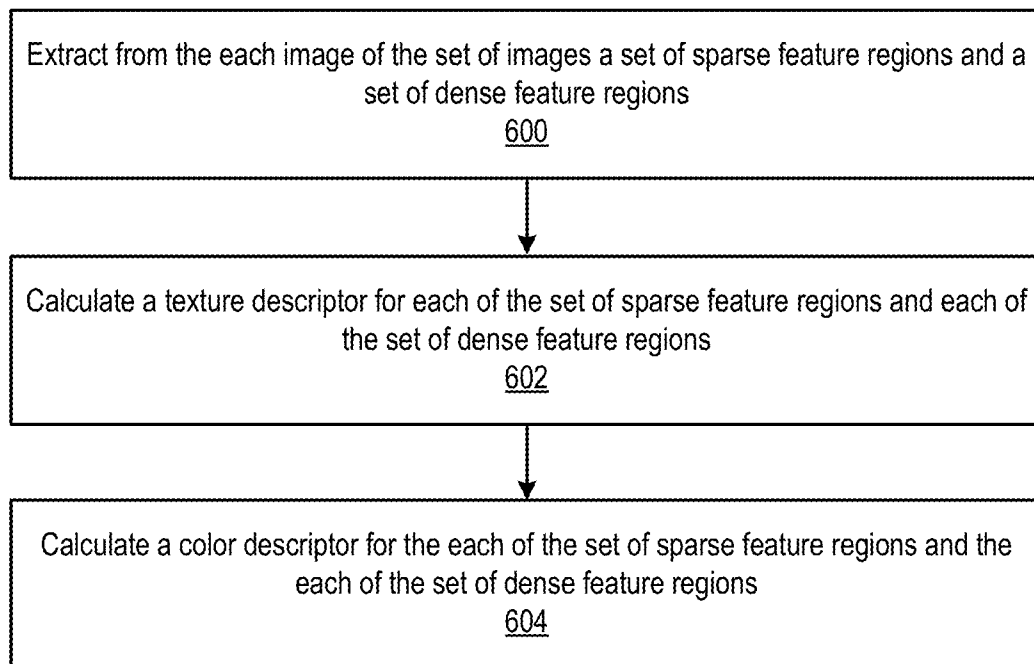 Extract from the each image of the set of images a set of sparse feature regions and a
set of dense feature regions
600
Calculate a texture descriptor for each of the set of sparse feature regions and each of
the set of dense feature regions
602
Calculate a color descriptor for the each of the set of sparse feature regions and the
each of the set of dense feature regions
604